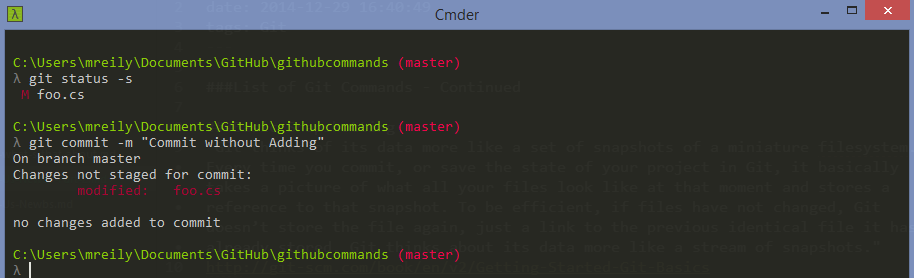 Cmder
C:\Users\mreily\Documents\GitHub\githubcommands (master)
λ git status -s
 M foo.cs
C:\Users\mreily\Documents\GitHub\githubcommands (master)
λ git commit -m "Commit without Adding"
On branch master
Changes not staged for commit:
        modified:   foo.cs
no changes added to commit
C:\Users\mreily\Documents\GitHub\githubcommands (master)
λ